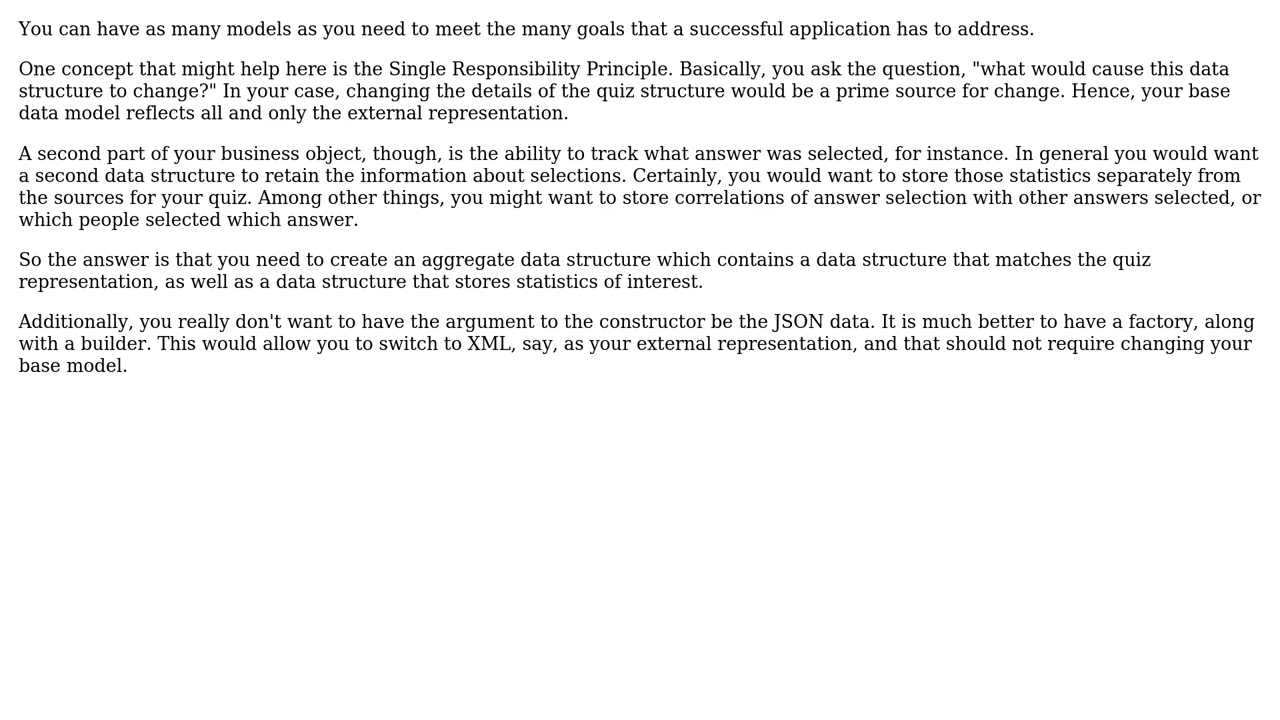 You can have as many models as you need to meet the many goals that a successful application has to address.
One concept that might help here is the Single Responsibility Principle. Basically, you ask the question, "what would cause this data
structure to change?" In your case, changing the details of the quiz structure would be a prime source for change. Hence, your base
data model reflects all and only the external representation.
A second part of your business object, though, is the ability to track what answer was selected, for instance. In general you would want
a second data structure to retain the information about selections. Certainly, you would want to store those statistics separately from
the sources for your quiz. Among other things, you might want to store correlations of answer selection with other answers selected, or
which people selected which answer.
So the answer is that you need to create an aggregate data structure which contains a data structure that matches the quiz
representation, as well as a data structure that stores statistics of interest.
Additionally, you really don't want to have the argument to the constructor be the JSON data. It is much better to have a factory, along
with a builder. This would allow you to switch to XML, say, as your external representation, and that should not require changing your
base model.